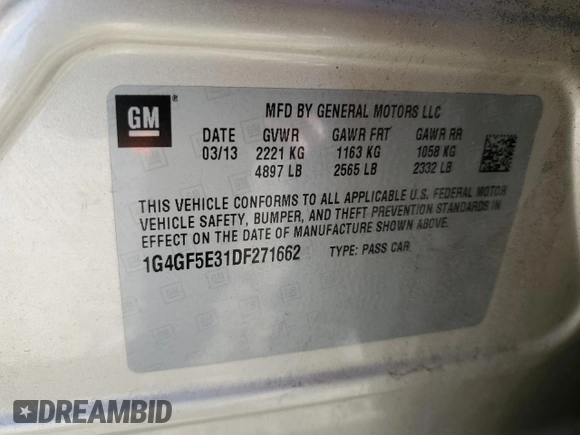 GM
®
MFD BY GENERAL MOTORS LLC
DATE GVWR GAWR FRT GAWR RR
03/13 2221 KG 1163 KG 1058 KG
4897 LB 2565 LB 2332 LB
THIS VEHICLE CONFORMS TO ALL APPLICABLE U.S. FEDERAL MOTOR
VEHICLE SAFETY, BUMPER, AND THEFT PREVENTION STANDARDS IN
EFFECT ON THE DATE OF MANUFACTURE SHOWN ABOVE.
1G4GF5E31DF271662 TYPE: PASS CAR
DREAMBID